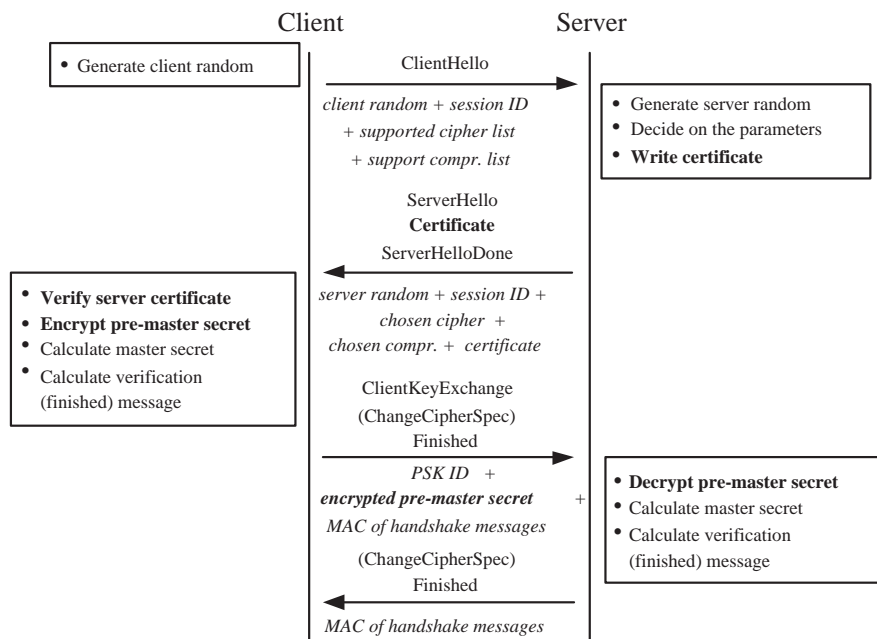 Client
Server
• Generate client random
ClientHello
client random + session ID
+ supported cipher list
+ support compr. list
• Generate server random
• Decide on the parameters
• Write certificate
ServerHello
Certificate
ServerHelloDone
server random + session ID +
chosen cipher +
chosen compr. + certificate
• Verify server certificate
• Encrypt pre-master secret
• Calculate master secret
• Calculate verification
(finished) message
ClientKeyExchange
(ChangeCipherSpec)
Finished
PSK ID +
encrypted pre-master secret +
MAC of handshake messages
• Decrypt pre-master secret
• Calculate master secret
• Calculate verification
(finished) message
(ChangeCipherSpec)
Finished
MAC of handshake messages